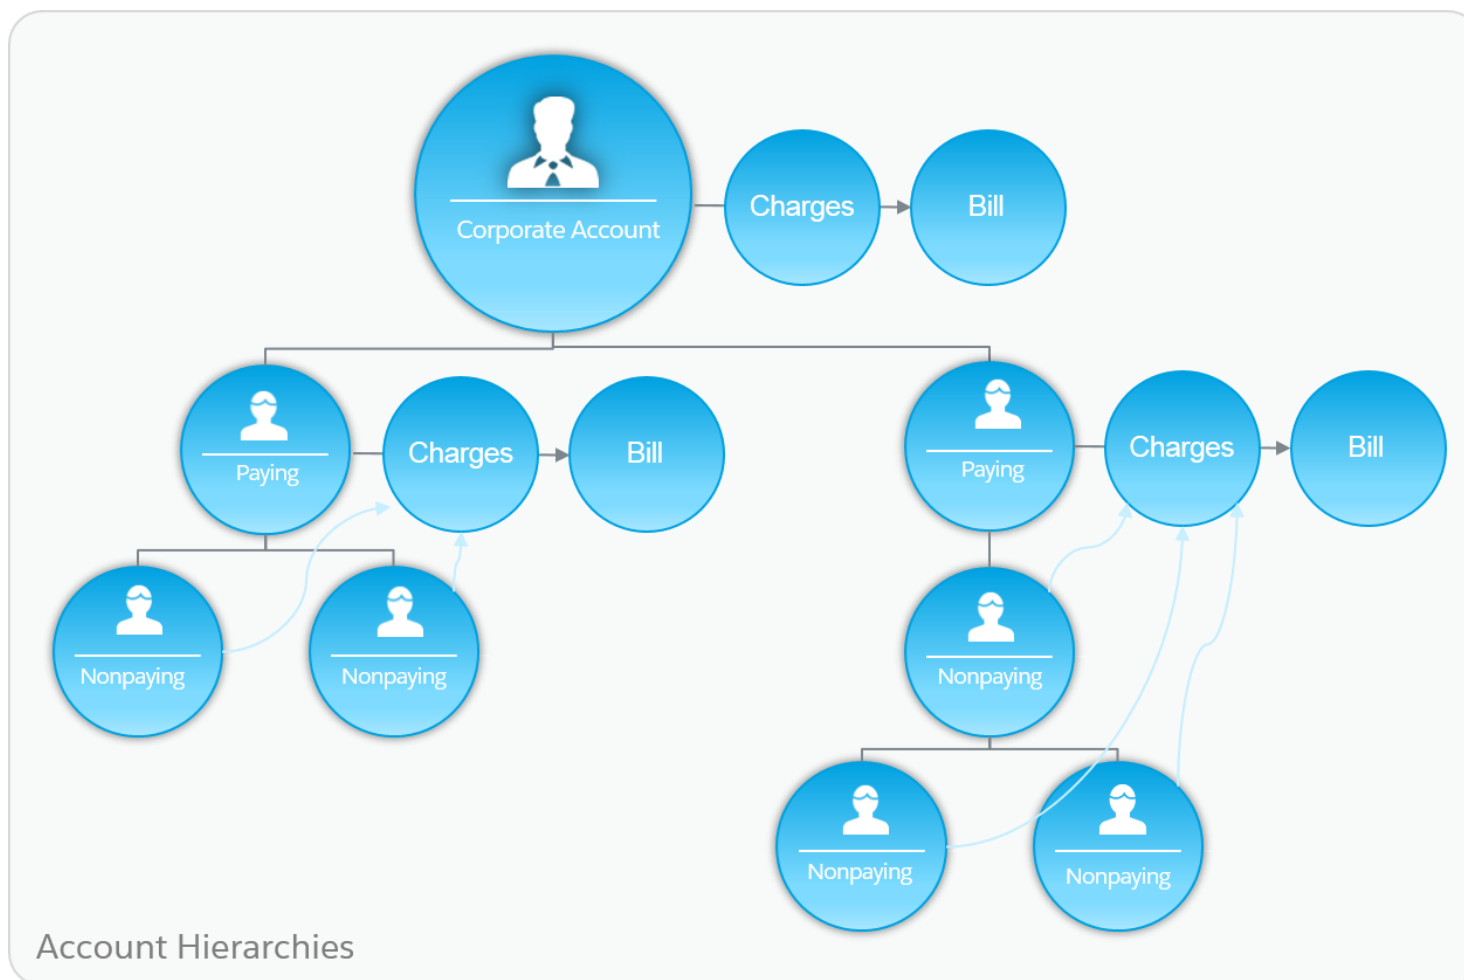 Corporate Account
Charges
Bill
Paying
Charges
Bill
Paying
Charges
Bill
Nonpaying
Nonpaying
Nonpaying
Nonpaying
Nonpaying
Account Hierarchies